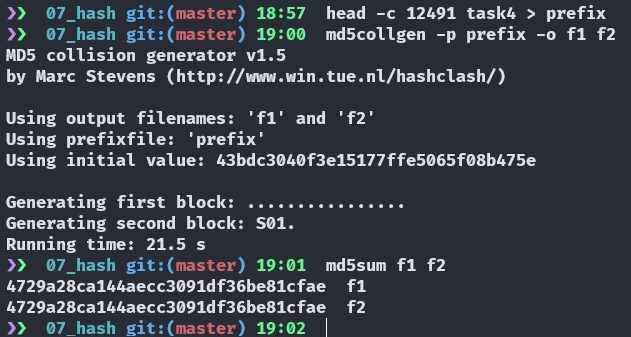 ❯❯ 07_hash git:(master) 18:57 head -c 12491 task4 > prefix
❯❯ 07_hash git:(master) 19:00 md5collgen -p prefix -o f1 f2
MD5 collision generator v1.5
by Marc Stevens (http://www.win.tue.nl/hashclash/)

Using output filenames: 'f1' and 'f2'
Using prefixfile: 'prefix'
Using initial value: 43bdc3040f3e15177ffe5065f08b475e

Generating first block: ................
Generating second block: S01.
Running time: 21.5 s
❯❯ 07_hash git:(master) 19:01 md5sum f1 f2
4729a28ca144aecc3091df36be81cfae  f1
4729a28ca144aecc3091df36be81cfae  f2
❯❯ 07_hash git:(master) 19:02